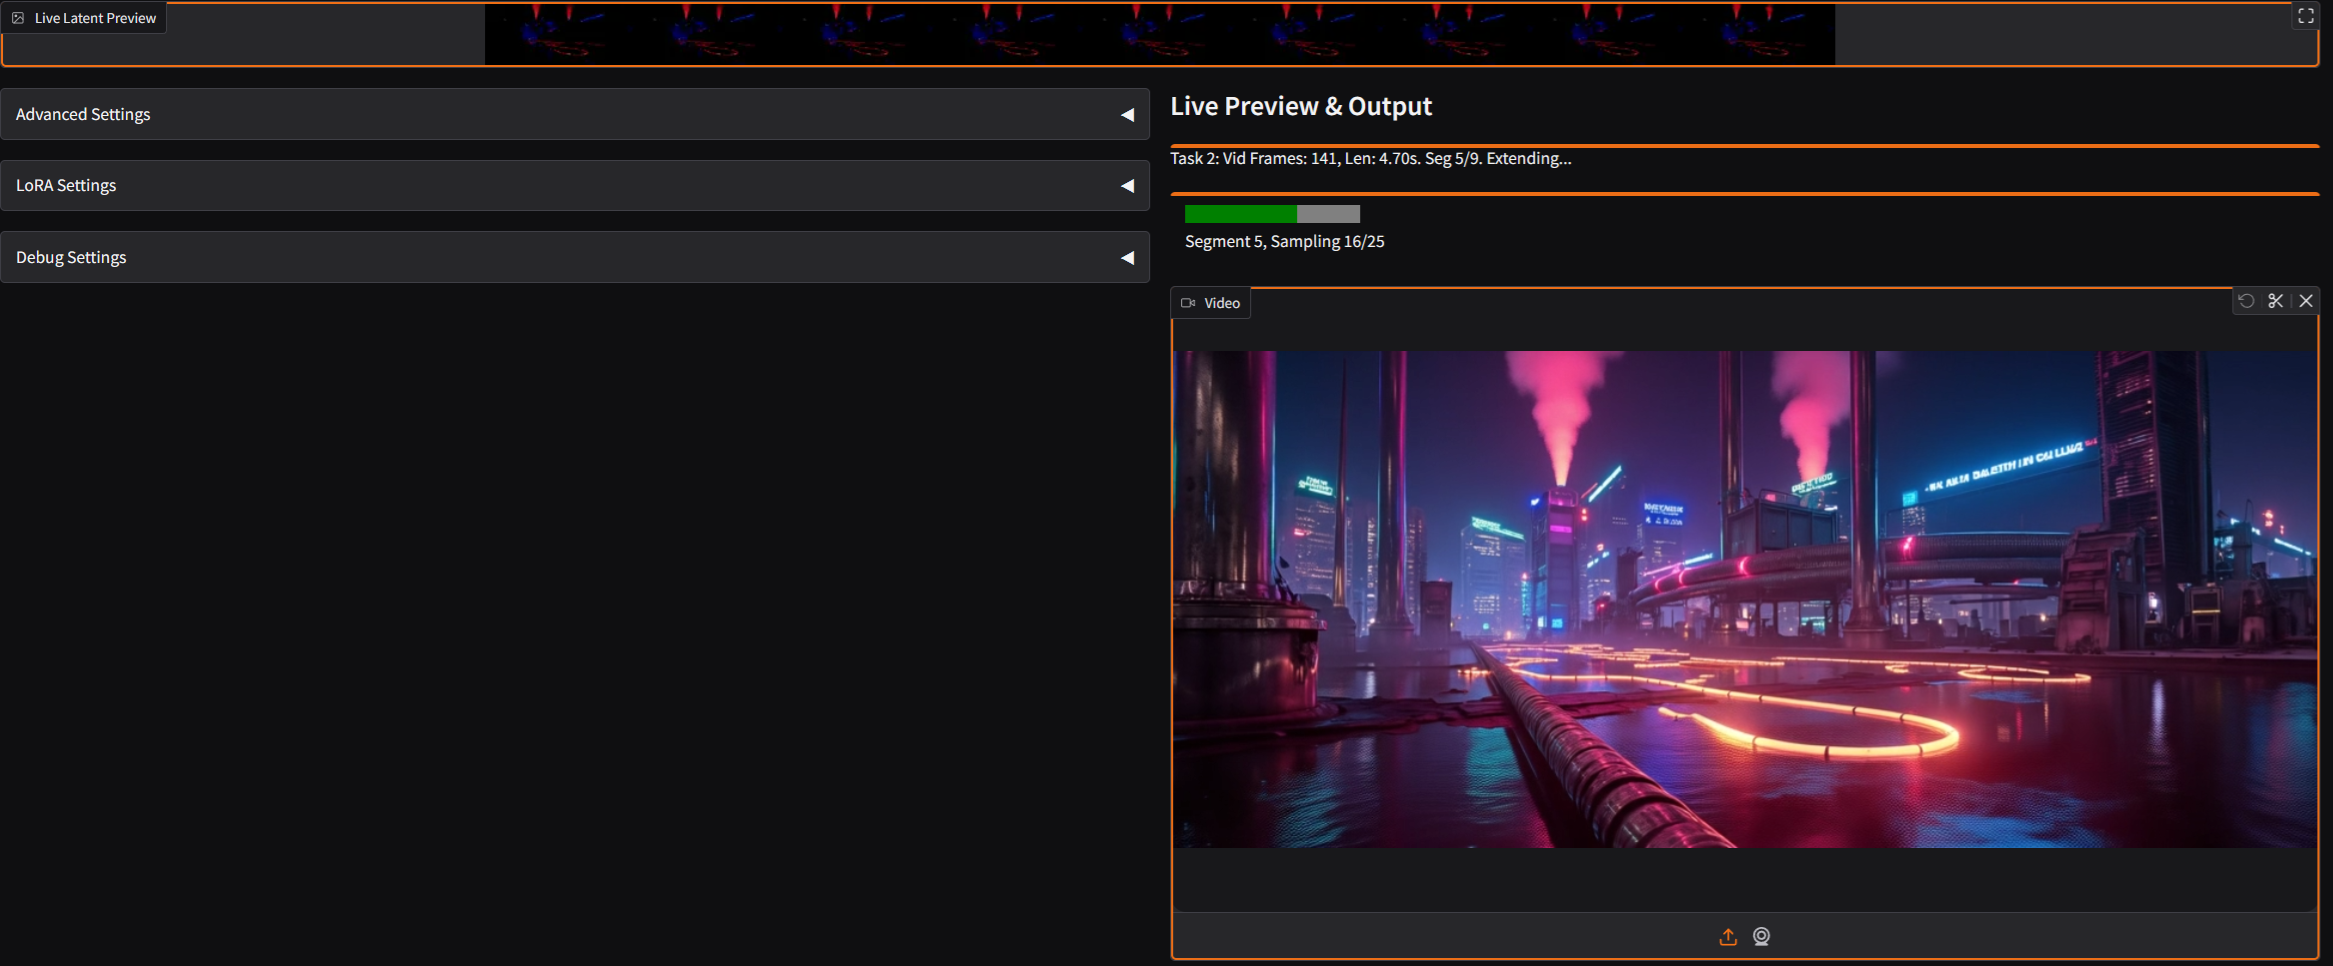 Live Latent Preview
Advanced Settings
LoRA Settings
Debug Settings
Live Preview & Output
Task 2: Vid Frames: 141, Len: 4.70s. Seg 5/9. Extending...
Segment 5, Sampling 16/25
Video